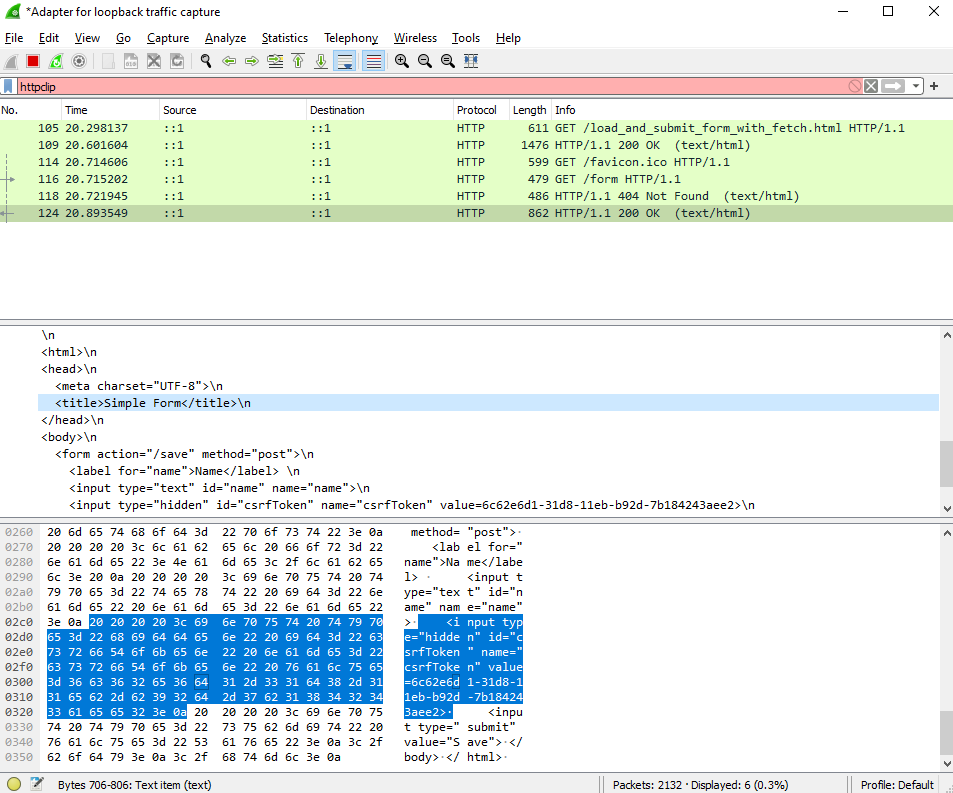 *Adapter for loopback traffic capture
File Edit View Go Capture Analyze Statistics Telephony Wireless Tools Help
httpclip
No. Time Source Destination Protocol Length Info
105 20.298137 ::1 ::1 HTTP 611 GET /load_and_submit_form_with_fetch.html HTTP/1.1
109 20.601604 ::1 ::1 HTTP 1476 HTTP/1.1 200 OK (text/html)
114 20.714606 ::1 ::1 HTTP 599 GET /favicon.ico HTTP/1.1
116 20.715202 ::1 ::1 HTTP 479 GET /form HTTP/1.1
118 20.721945 ::1 ::1 HTTP 486 HTTP/1.1 404 Not Found (text/html)
124 20.893549 ::1 ::1 HTTP 862 HTTP/1.1 200 OK (text/html)
\n
<html>\n
<head>\n
<meta charset="UTF-8">\n
<title>Simple Form</title>\n
</head>\n
<body>\n
<form action="/save" method="post">\n
<label for="name">Name</label> \n
<input type="text" id="name" name="name">\n
<input type="hidden" id="csrfToken" name="csrfToken" value=6c62e6d1-31d8-11eb-b92d-7b184243aee2>\n
0260 20 6d 65 74 68 6f 64 3d 22 70 6f 73 74 22 3e 0a method= "post">·
0270 20 20 20 20 3c 6c 61 62 65 6c 20 66 6f 72 3d 22 <lab el for="
0280 6e 61 6d 65 22 3e 4e 61 6d 65 3c 2f 6c 61 62 65 name">Na me</labe
0290 6c 3e 20 0a 20 20 20 20 3c 69 6e 70 75 74 20 74 l> · <input t
02a0 79 70 65 3d 22 74 65 78 74 22 20 69 64 3d 22 6e ype="tex t" id="n
02b0 61 6d 65 22 20 6e 61 6d 65 3d 22 6e 61 6d 65 22 ame" nam e="name"
02c0 3e 0a 20 20 20 20 3c 69 6e 70 75 74 20 74 79 70 >· <i nput typ
02d0 65 3d 22 68 69 64 64 65 6e 22 20 69 64 3d 22 63 e="hidde n" id="c
02e0 73 72 66 54 6f 6b 65 6e 22 20 6e 61 6d 65 3d 22 srfToken " name="
02f0 63 73 72 66 54 6f 6b 65 6e 22 20 76 61 6c 75 65 csrfToke n" value
0300 3d 36 63 36 32 65 36 64 31 2d 33 31 64 38 2d 31 =6c62e6d 1-31d8-1
0310 31 65 62 2d 62 39 32 64 2d 37 62 31 38 34 32 34 1eb-b92d -7b18424
0320 33 61 65 65 32 3e 0a 20 20 20 20 3c 69 6e 70 75 3aee2>· <inpu
0330 74 20 74 79 70 65 3d 22 73 75 62 6d 69 74 22 20 t type=" submit"
0340 76 61 6c 75 65 3d 22 53 61 76 65 22 3e 0a 3c 2f value="S ave">·</
0350 62 6f 64 79 3e 0a 3c 2f 68 74 6d 6c 3e 0a body>·</ html>·
Bytes 706-806: Text item (text) Packets: 2132 · Displayed: 6 (0.3%) Profile: Default